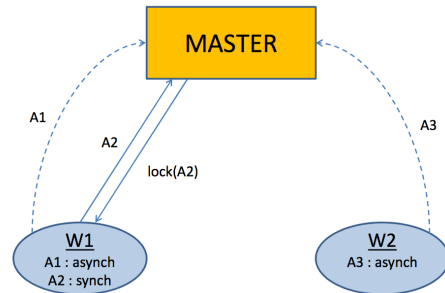 MASTER
A1
A2
A3
lock(A2)
W1
A1 : asynch
A2 : synch
W2
A3 : asynch